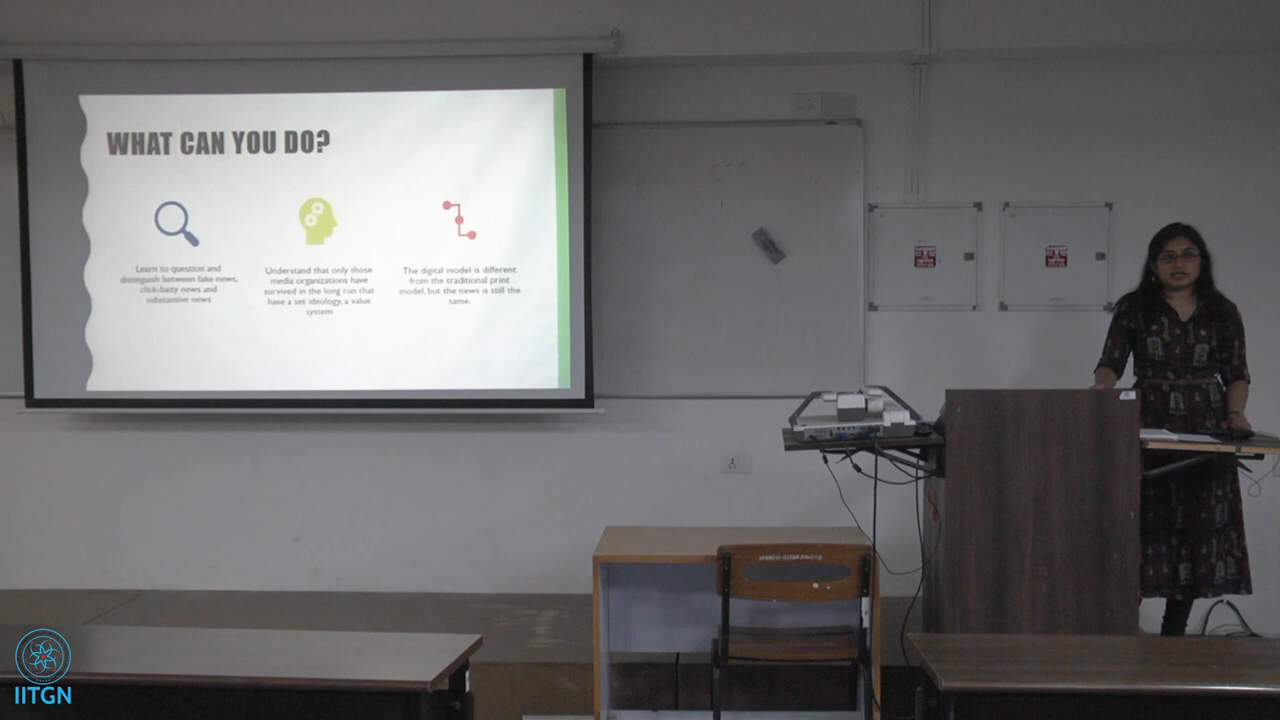 WHAT CAN YOU DO?
Learn to question and
distinguish between fake news,
click-baity news and
substantive news
Understand that only those
media organizations have
survived in the long run that
have a set ideology, a value
system
The digital model is different
from the traditional print
model, but the news is still the
same.
IITGN